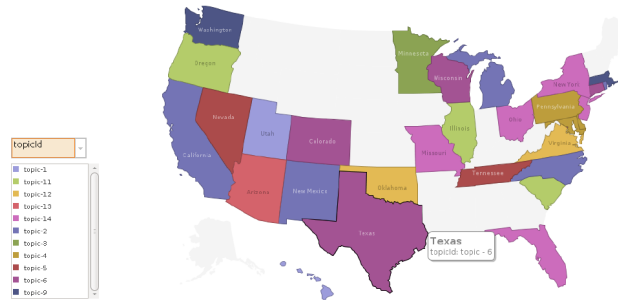 Washington
Oregon
California
Nevada
Utah
Arizona
Colorado
New Mexico
Texas
Oklahoma
Minnesota
Wisconsin
Illinois
Missouri
Tennessee
Ohio
New York
Pennsylvania
Virginia
Texas
topicId: topic - 6
topicId
topic-1
topic-11
topic-12
topic-13
topic-14
topic-2
topic-3
topic-4
topic-5
topic-6
topic-9